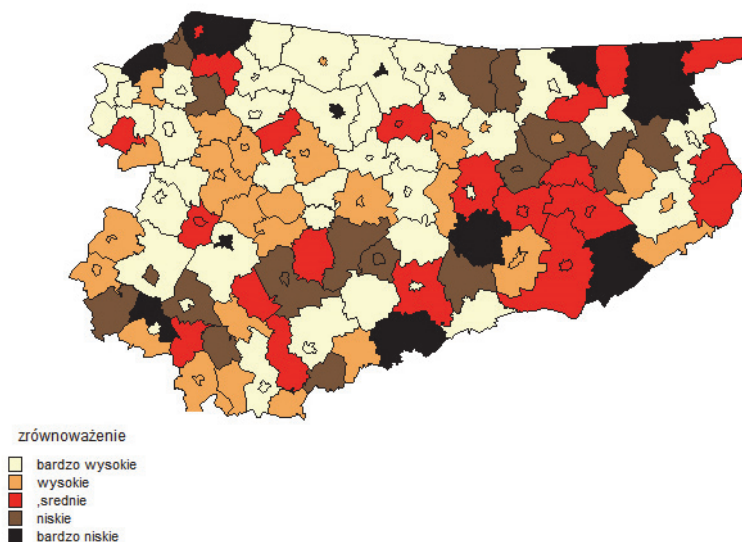 zrównoważenie
bardzo wysokie
wysokie
,srednie
niskie
bardzo niskie